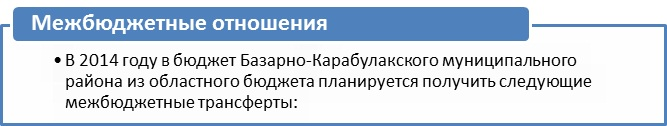 Межбюджетные отношения
• В 2014 году в бюджет Базарно-Карабулакского муниципального
района из областного бюджета планируется получить следующие
межбюджетные трансферты: